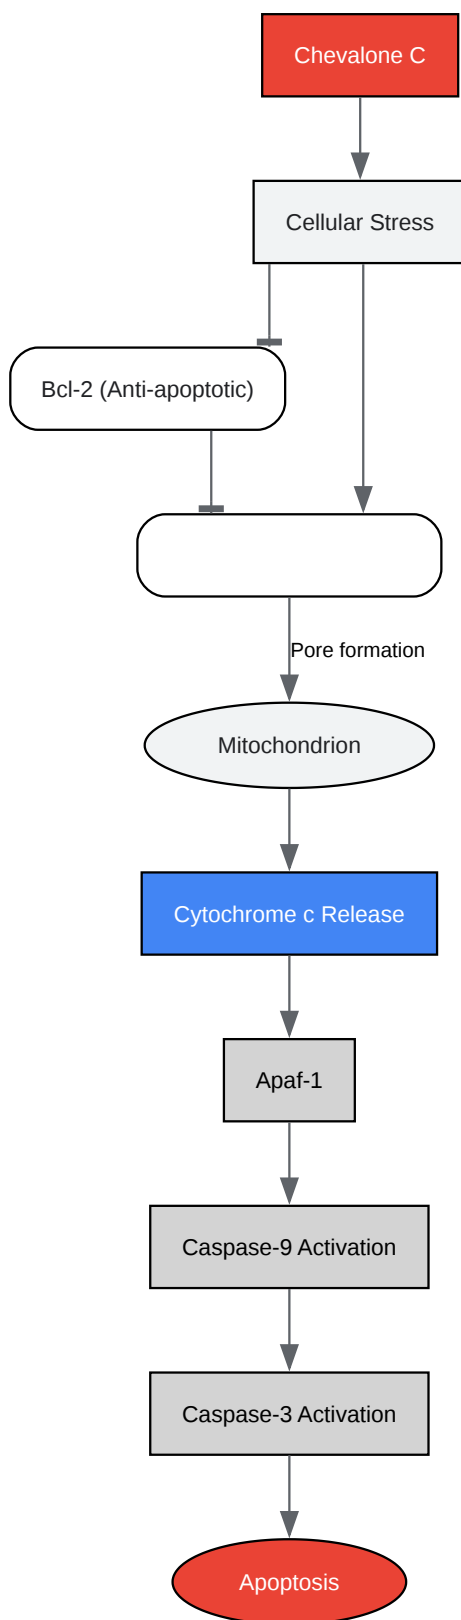 Chevalone C
Cellular Stress
Bcl-2 (Anti-apoptotic)
Pore formation
Mitochondrion
Cytochrome c Release
Apaf-1
Caspase-9 Activation
Caspase-3 Activation
Apoptosis